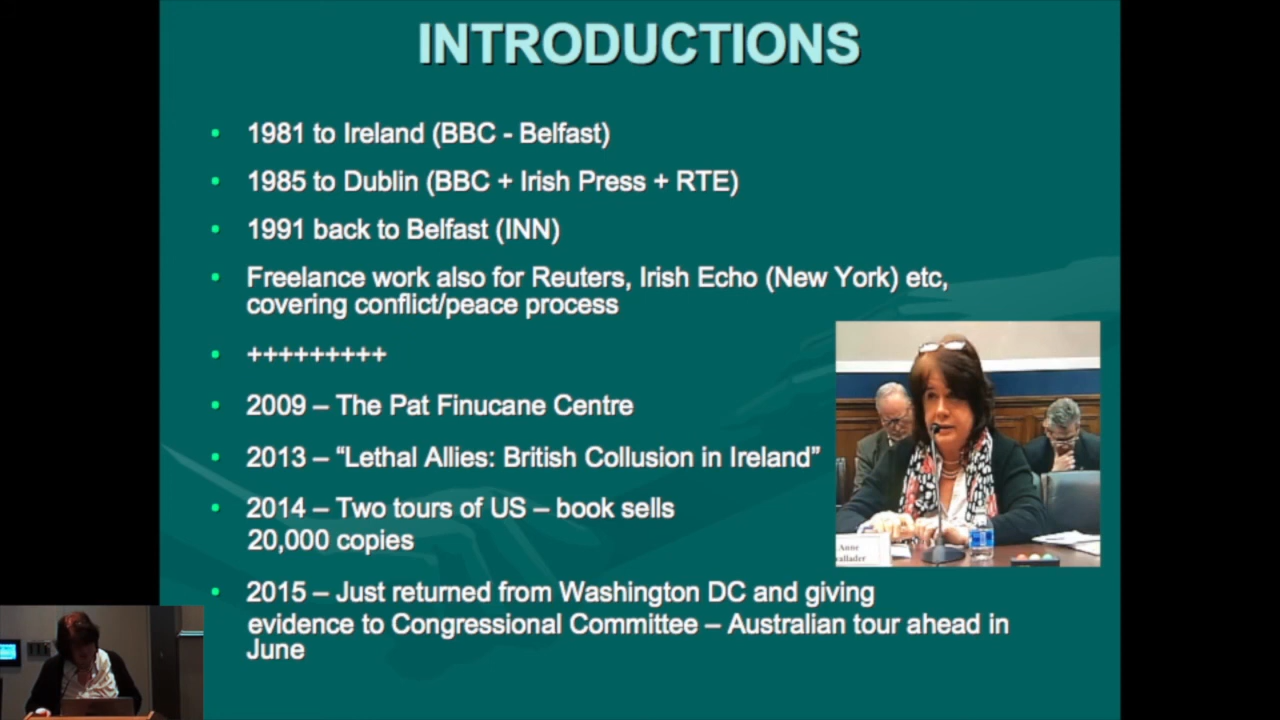 INTRODUCTIONS
• 1981 to Ireland (BBC - Belfast)
• 1985 to Dublin (BBC + Irish Press + RTE)
• 1991 back to Belfast (INN)
• Freelance work also for Reuters, Irish Echo (New York) etc,
covering conflict/peace process
• +++++++++
• 2009 – The Pat Finucane Centre
• 2013 – “Lethal Allies: British Collusion in Ireland”
• 2014 – Two tours of US – book sells
20,000 copies
• 2015 – Just returned from Washington DC and giving
evidence to Congressional Committee – Australian tour ahead in
June
Anne